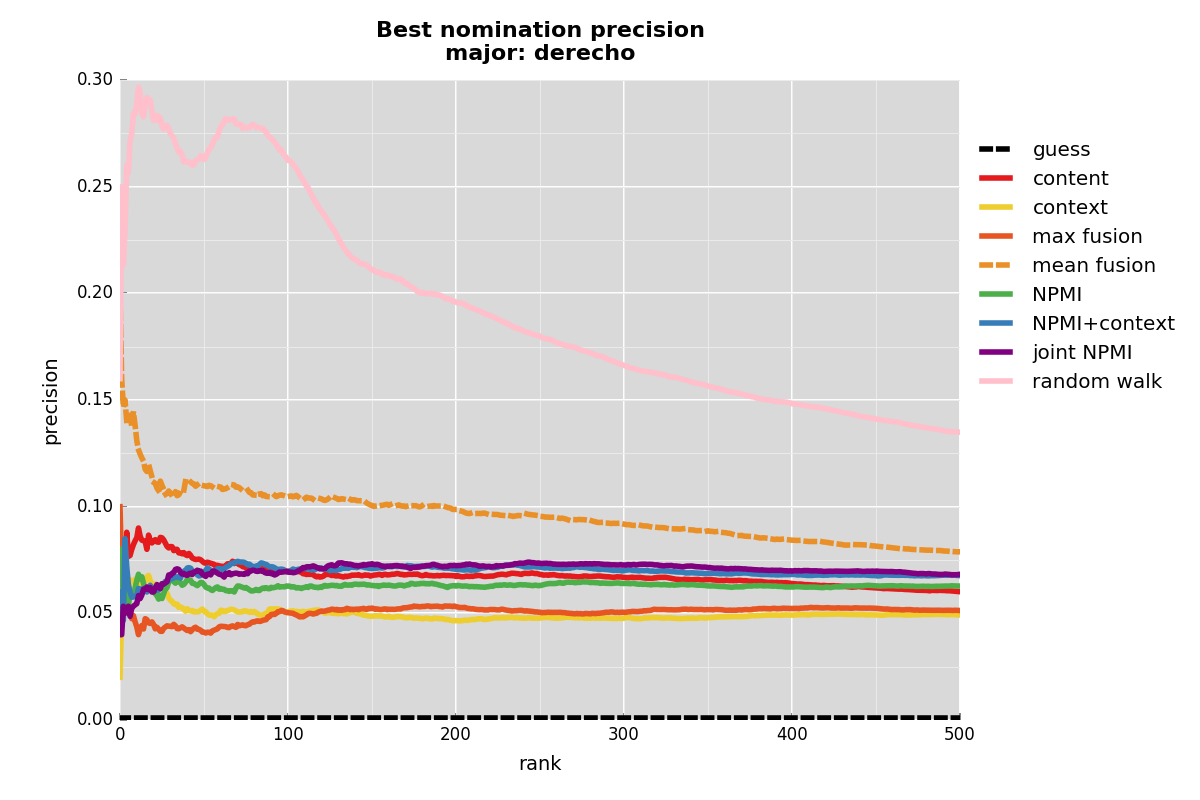 Best nomination precision
major: derecho
precision
0.30
0.25
0.20
0.15
0.10
0.05
0.00
0
100
200
300
400
500
rank
guess
content
context
max fusion
mean fusion
NPMI
NPMI+context
joint NPMI
random walk